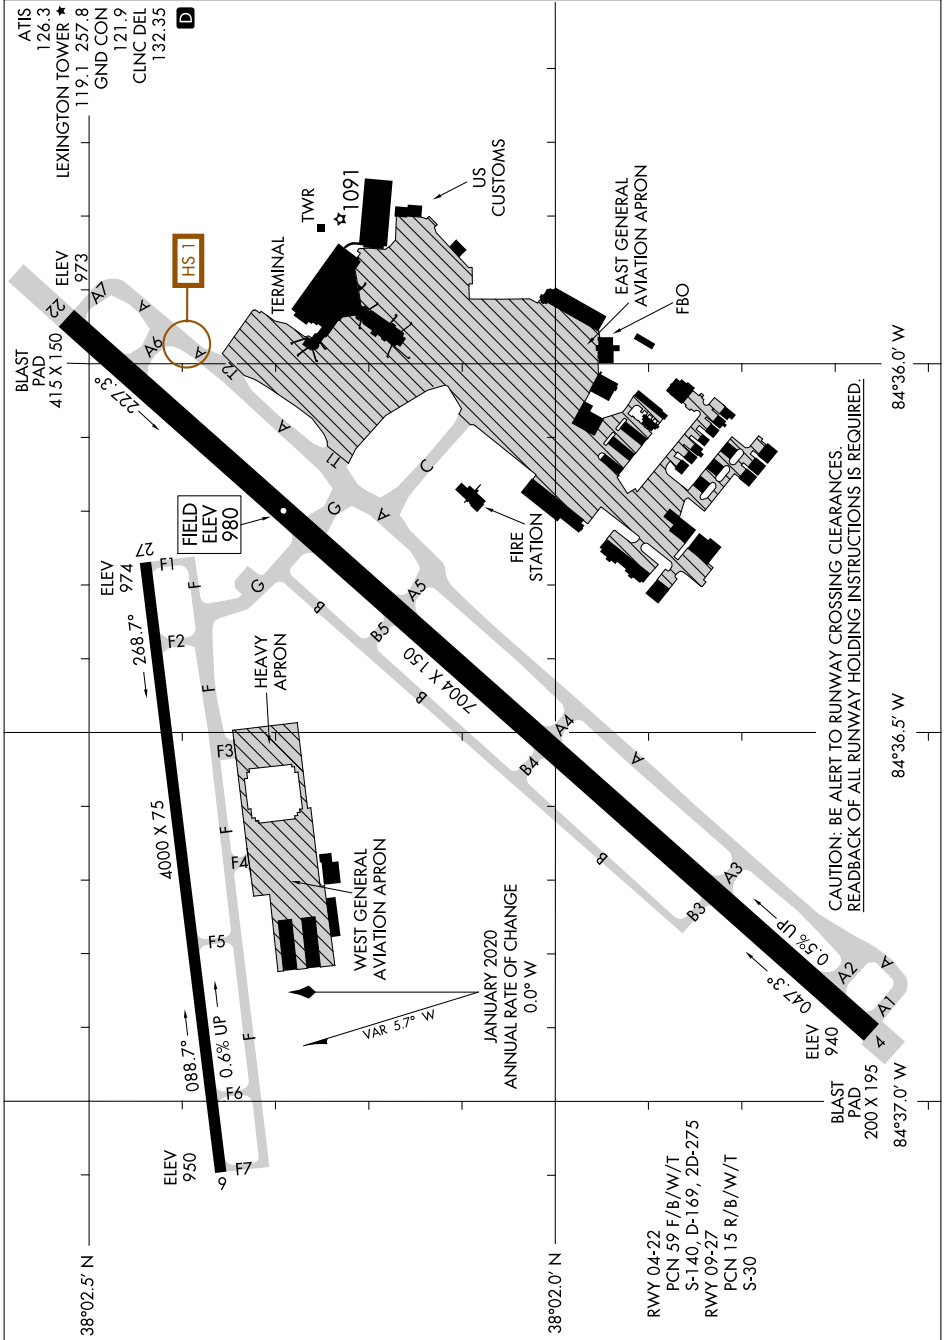 ATIS
126.3
LEXINGTON TOWER ★
119.1 257.8
GND CON
121.9
CLNC DEL
132.35
D
HS 1
TWR
1091
TERMINAL
US
CUSTOMS
EAST GENERAL
AVIATION APRON
FBO
FIRE
STATION
ELEV
973
22
BLAST
PAD
415 X 150
227.3°
A7
A
A6
A
T2
A
T1
G
A
C
FIELD
ELEV
980
7004 X 150
G
B
B5
A5
B
B4
A4
A
B
B3
A3
0.5% UP
047.3°
A2
A
A1
4
ELEV
940
BLAST
PAD
200 X 195
ELEV
974
27
268.7°
4000 X 75
F1
F
F2
F
F3
F
F4
F5
F
F6
F7
088.7°
0.6% UP
ELEV
950
9
HEAVY
APRON
WEST GENERAL
AVIATION APRON
VAR 5.7° W
JANUARY 2020
ANNUAL RATE OF CHANGE
0.0° W
CAUTION: BE ALERT TO RUNWAY CROSSING CLEARANCES.
READBACK OF ALL RUNWAY HOLDING INSTRUCTIONS IS REQUIRED.
RWY 04-22
PCN 59 F/B/W/T
S-140, D-169, 2D-275
RWY 09-27
PCN 15 R/B/W/T
S-30
38°02.5' N
38°02.0' N
84°37.0' W
84°36.5' W
84°36.0' W